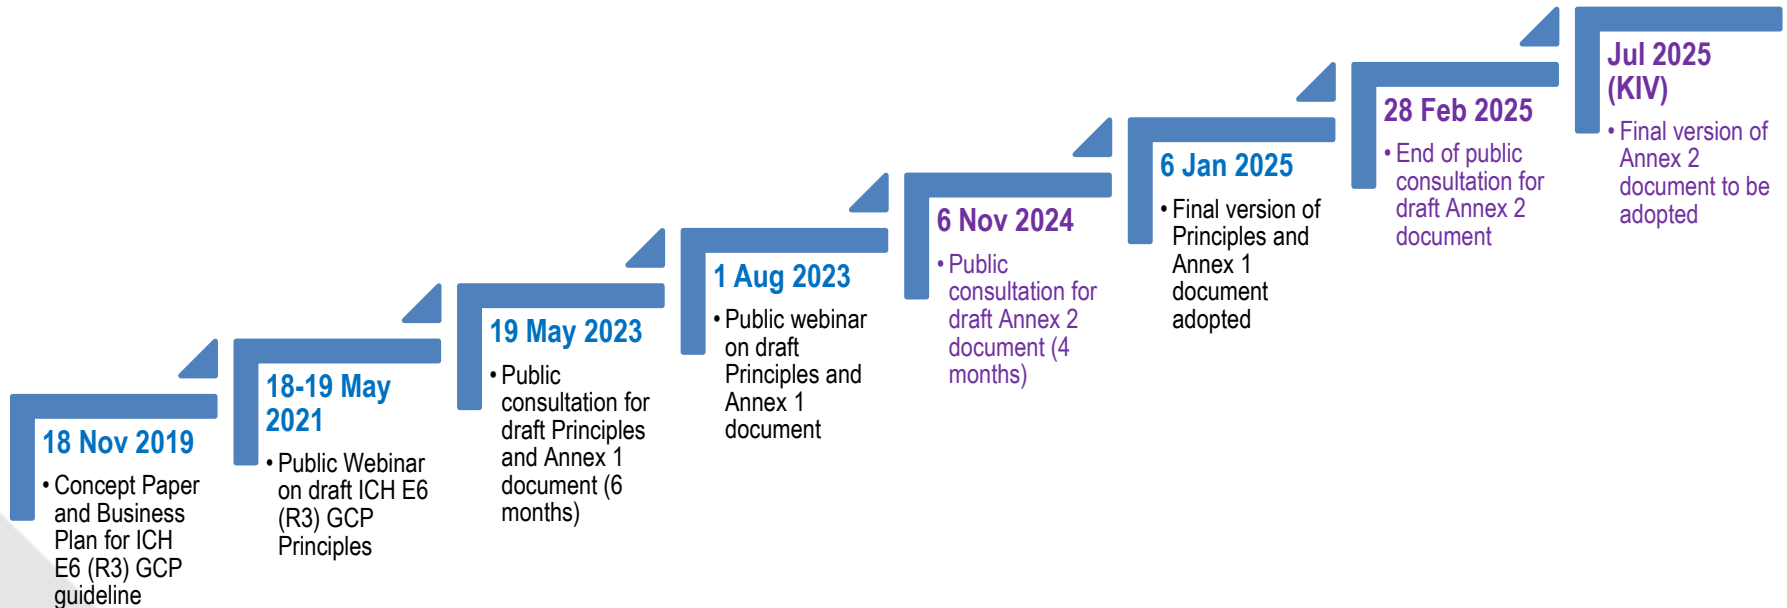 18 Nov 2019
• Concept Paper
and Business
Plan for ICH
E6 (R3) GCP
guideline
18-19 May
2021
• Public Webinar
on draft ICH E6
(R3) GCP
Principles
19 May 2023
• Public
consultation for
draft Principles
and Annex 1
document (6
months)
1 Aug 2023
• Public webinar
on draft
Principles and
Annex 1
document
6 Nov 2024
• Public
consultation for
draft Annex 2
document (4
months)
6 Jan 2025
• Final version of
Principles and
Annex 1
document
adopted
28 Feb 2025
• End of public
consultation for
draft Annex 2
document
Jul 2025
(KIV)
• Final version of
Annex 2
document to be
adopted